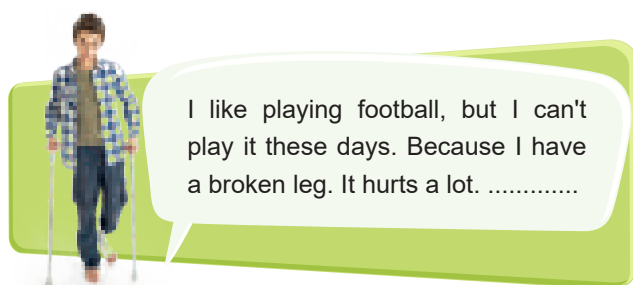 I like playing football, but I can't
play it these days. Because I have
a broken leg. It hurts a lot. .............